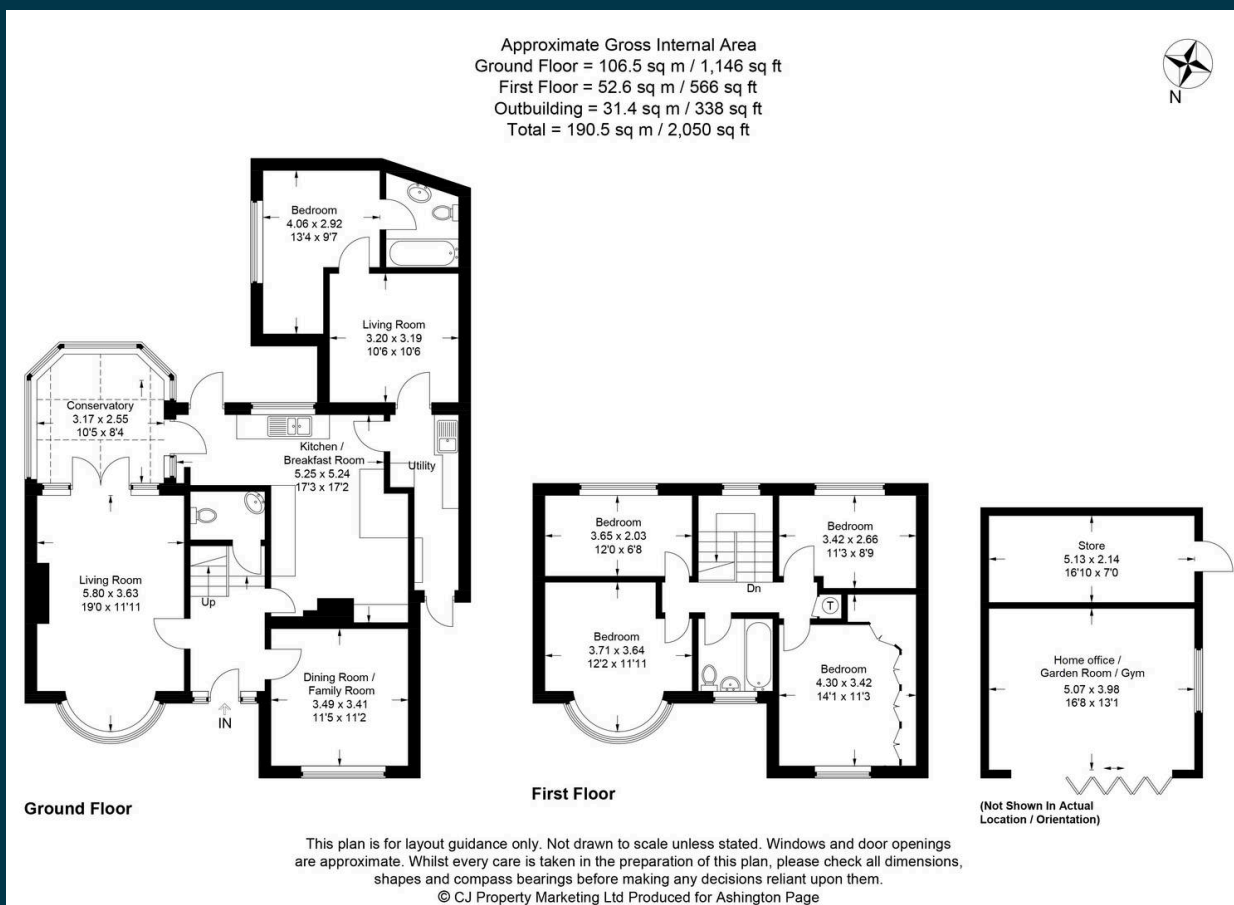 Approximate Gross Internal Area
Ground Floor = 106.5 sq m / 1,146 sq ft
First Floor = 52.6 sq m / 566 sq ft
Outbuilding = 31.4 sq m / 338 sq ft
Total = 190.5 sq m / 2,050 sq ft
N
Bedroom
4.06 x 2.92
13'4 x 9'7
Living Room
3.20 x 3.19
10'6 x 10'6
Conservatory
3.17 x 2.55
10'5 x 8'4
Kitchen /
Breakfast Room
5.25 x 5.24
17'3 x 17'2
Utility
Living Room
5.80 x 3.63
19'0 x 11'11
Up
Dining Room /
Family Room
3.49 x 3.41
11'5 x 11'2
IN
Ground Floor
Bedroom
3.65 x 2.03
12'0 x 6'8
Bedroom
3.42 x 2.66
11'3 x 8'9
Dn
T
Bedroom
3.71 x 3.64
12'2 x 11'11
Bedroom
4.30 x 3.42
14'1 x 11'3
First Floor
Store
5.13 x 2.14
16'10 x 7'0
Home office /
Garden Room / Gym
5.07 x 3.98
16'8 x 13'1
(Not Shown In Actual
Location / Orientation)
This plan is for layout guidance only. Not drawn to scale unless stated. Windows and door openings
are approximate. Whilst every care is taken in the preparation of this plan, please check all dimensions,
shapes and compass bearings before making any decisions reliant upon them.
© CJ Property Marketing Ltd Produced for Ashington Page